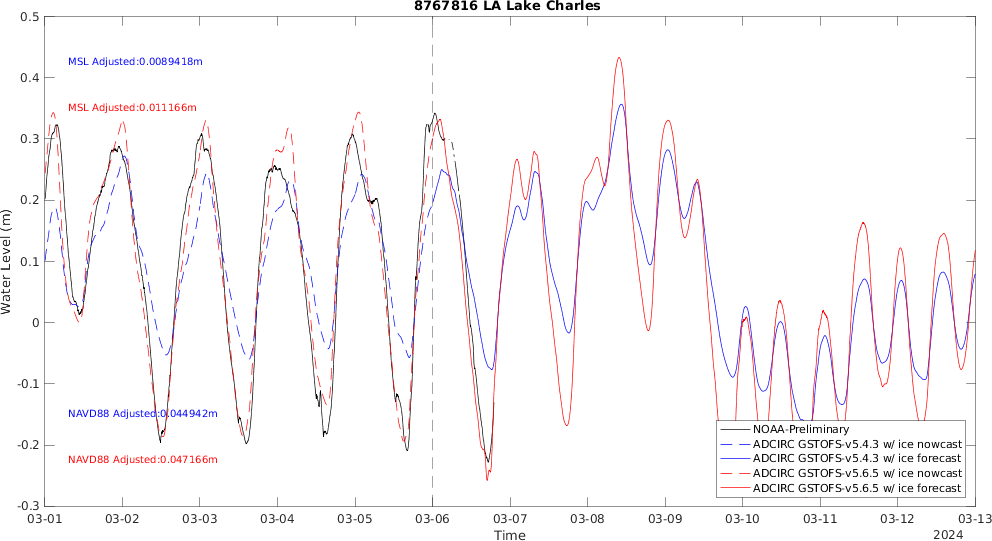 8767816 LA Lake Charles
0.5
0.4
0.3
0.2
0.1
0
-0.1
-0.2
-0.3
Water Level (m)
MSL Adjusted:0.0089418m
MSL Adjusted:0.011166m
NAVD88 Adjusted:0.044942m
NAVD88 Adjusted:0.047166m
NOAA-Preliminary
ADCIRC GSTOFS-v5.4.3 w/ ice nowcast
ADCIRC GSTOFS-v5.4.3 w/ ice forecast
ADCIRC GSTOFS-v5.6.5 w/ ice nowcast
ADCIRC GSTOFS-v5.6.5 w/ ice forecast
03-01 03-02 03-03 03-04 03-05 03-06 03-07 03-08 03-09 03-10 03-11 03-12 03-13
Time
2024